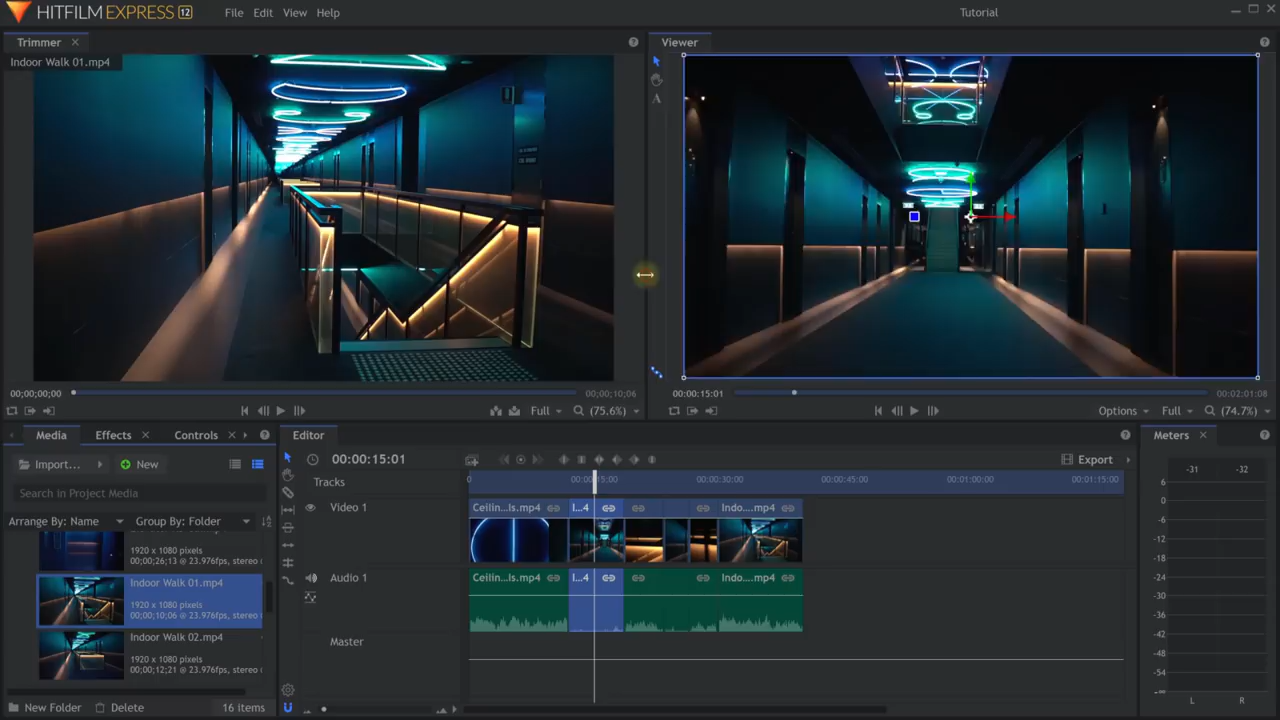 HITFILM EXPRESS 12
File Edit View Help
Tutorial
Trimmer
Viewer
Indoor Walk 01.mp4
00;00;00;00
00;00;10;06
00:00:15:01
00:02:01:08
Full (75.6%)
Options Full (74.7%)
Media Effects Controls
Import... New
Search in Project Media
Arrange By: Name Group By: Folder
1920 x 1080 pixels
00;00;26;13 @ 23.976fps, stereo
Indoor Walk 01.mp4
1920 x 1080 pixels
00;00;10;06 @ 23.976fps, stereo
Indoor Walk 02.mp4
1920 x 1080 pixels
00;00;12;21 @ 23.976fps, stereo
New Folder Delete 16 items
Editor
00:00:15:01
Export
Tracks
0 00:00:15:00 00:00:30:00 00:00:45:00 00:01:00:00 00:01:15:00
Video 1
Ceilin...ls.mp4 I...4 Indo....mp4
Audio 1
Ceilin...ls.mp4 I...4 Indo....mp4
Master
Meters
-31 -32
6
0
-6
-12
-18
-24
-30
-36
-42
-48
-54
-∞
L R